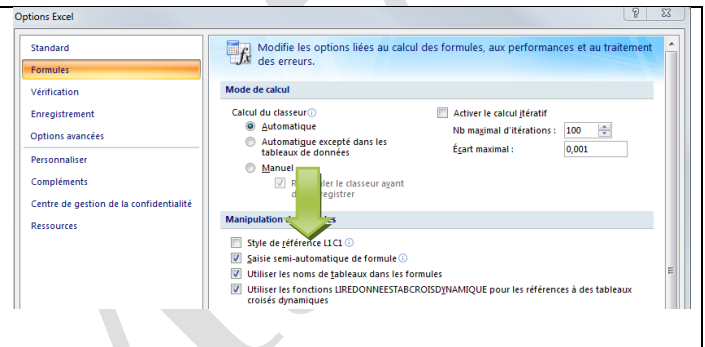 Options Excel
Standard
Formules
Vérification
Enregistrement
Options avancées
Personnaliser
Compléments
Centre de gestion de la confidentialité
Ressources
Modifie les options liées au calcul des formules, aux performances et au traitement
des erreurs.
Mode de calcul
Calcul du classeur
Automatique
Automatique excepté dans les
tableaux de données
Manuel
le classeur avant
Activer le calcul itératif
Nb maximal d'itérations : 100
Écart maximal : 0,001
Manipulation
Style de référence L1C1
Saisie semi-automatique de formule
Utiliser les noms de tableaux dans les formules
Utiliser les fonctions LIREDONNEESTABCROISDYNAMIQUE pour les références à des tableaux
croisés dynamiques